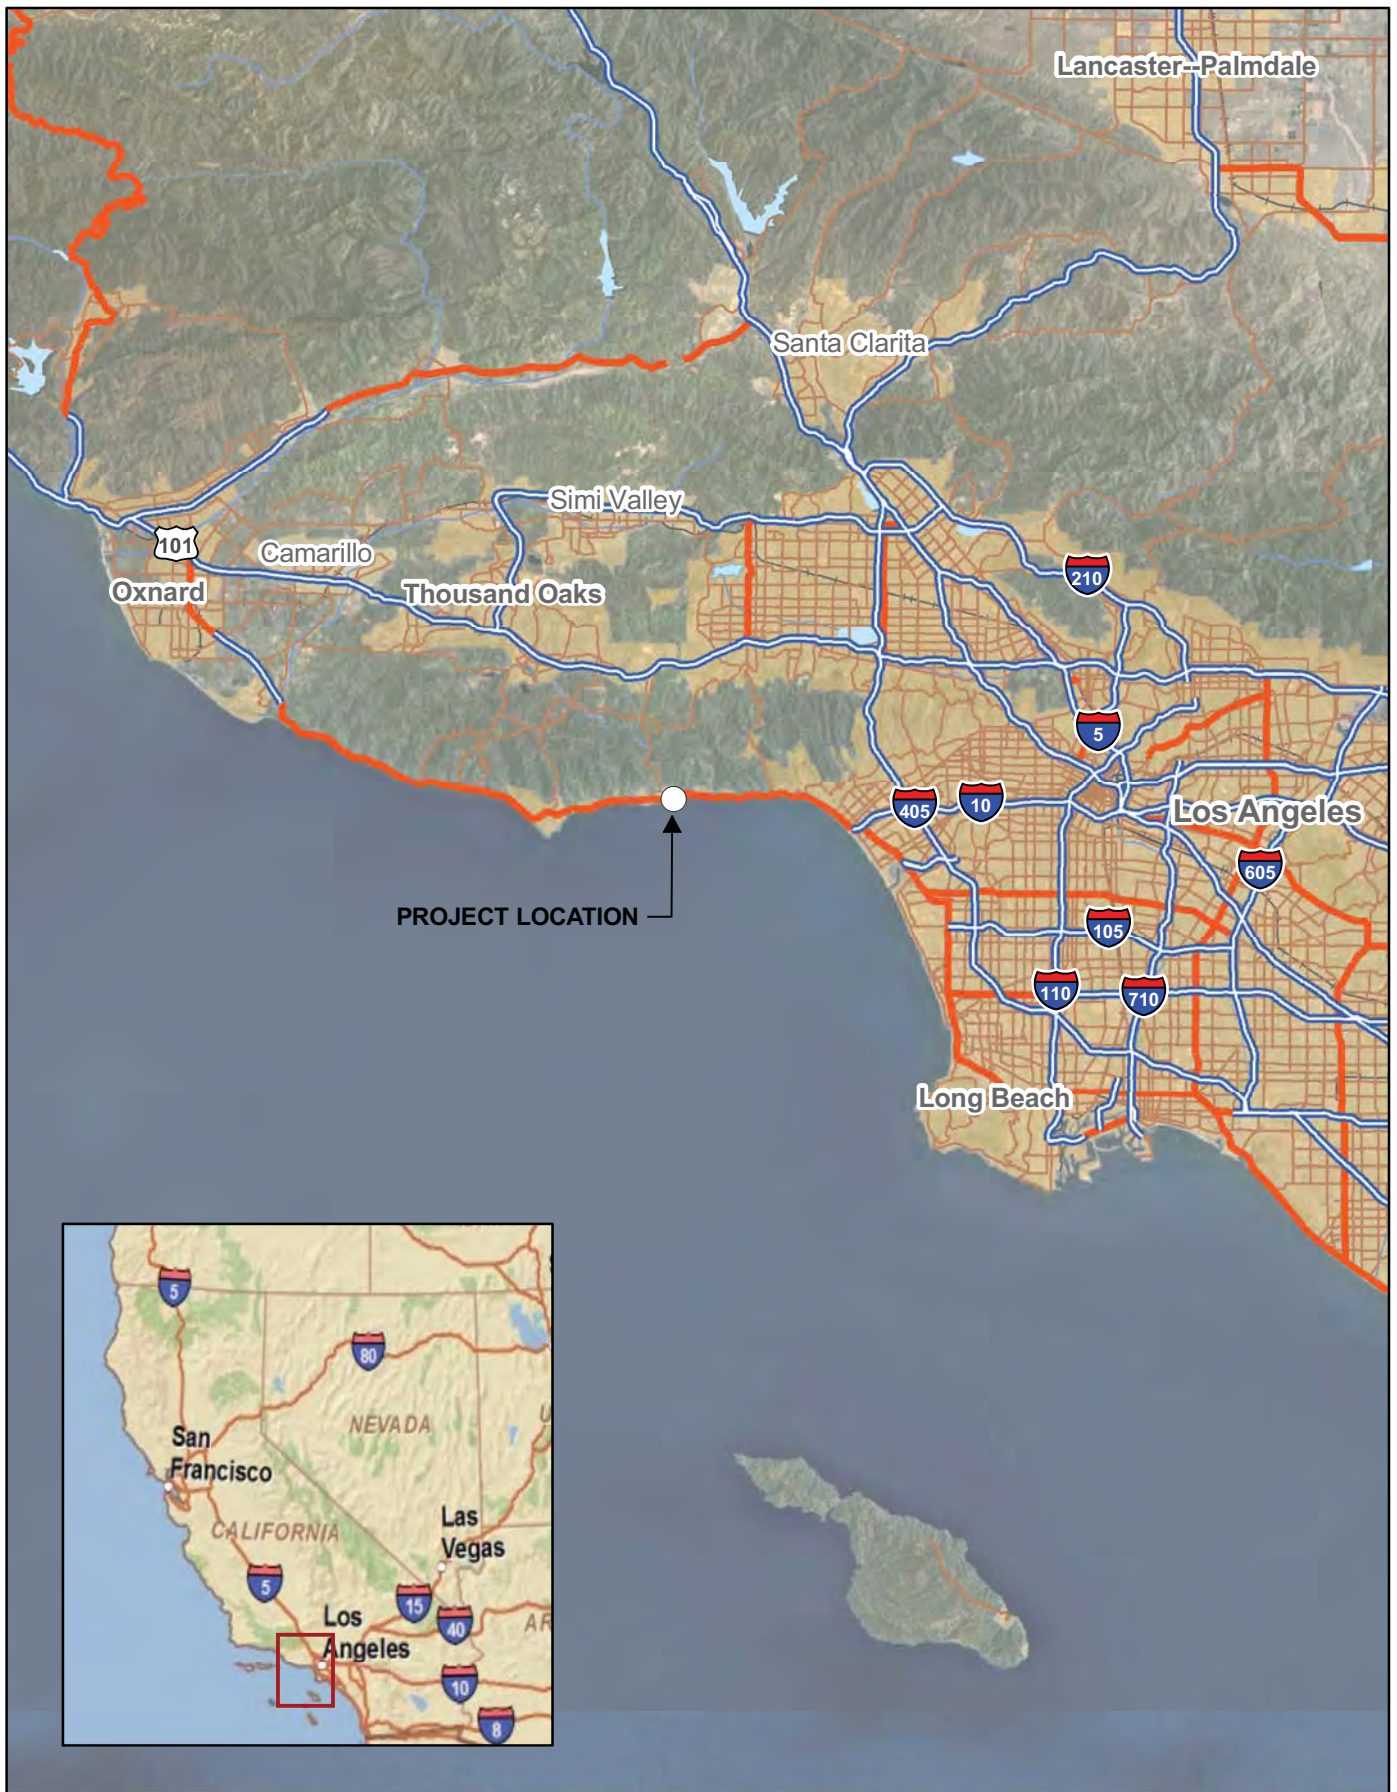 Lancaster--Palmdale
Santa Clarita
Simi Valley
101
Camarillo
Oxnard
Thousand Oaks
210
5
405
10
Los Angeles
605
PROJECT LOCATION
105
110
710
Long Beach
5
80
NEVADA
U
San
Francisco
CALIFORNIA
Las
Vegas
5
15
40
Los
Angeles
AR
10
8